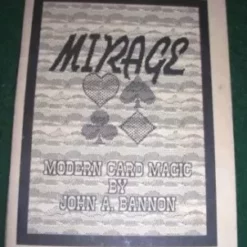 MIRAGE
MODERN CARD MAGIC
BY
JOHN A. BANNON